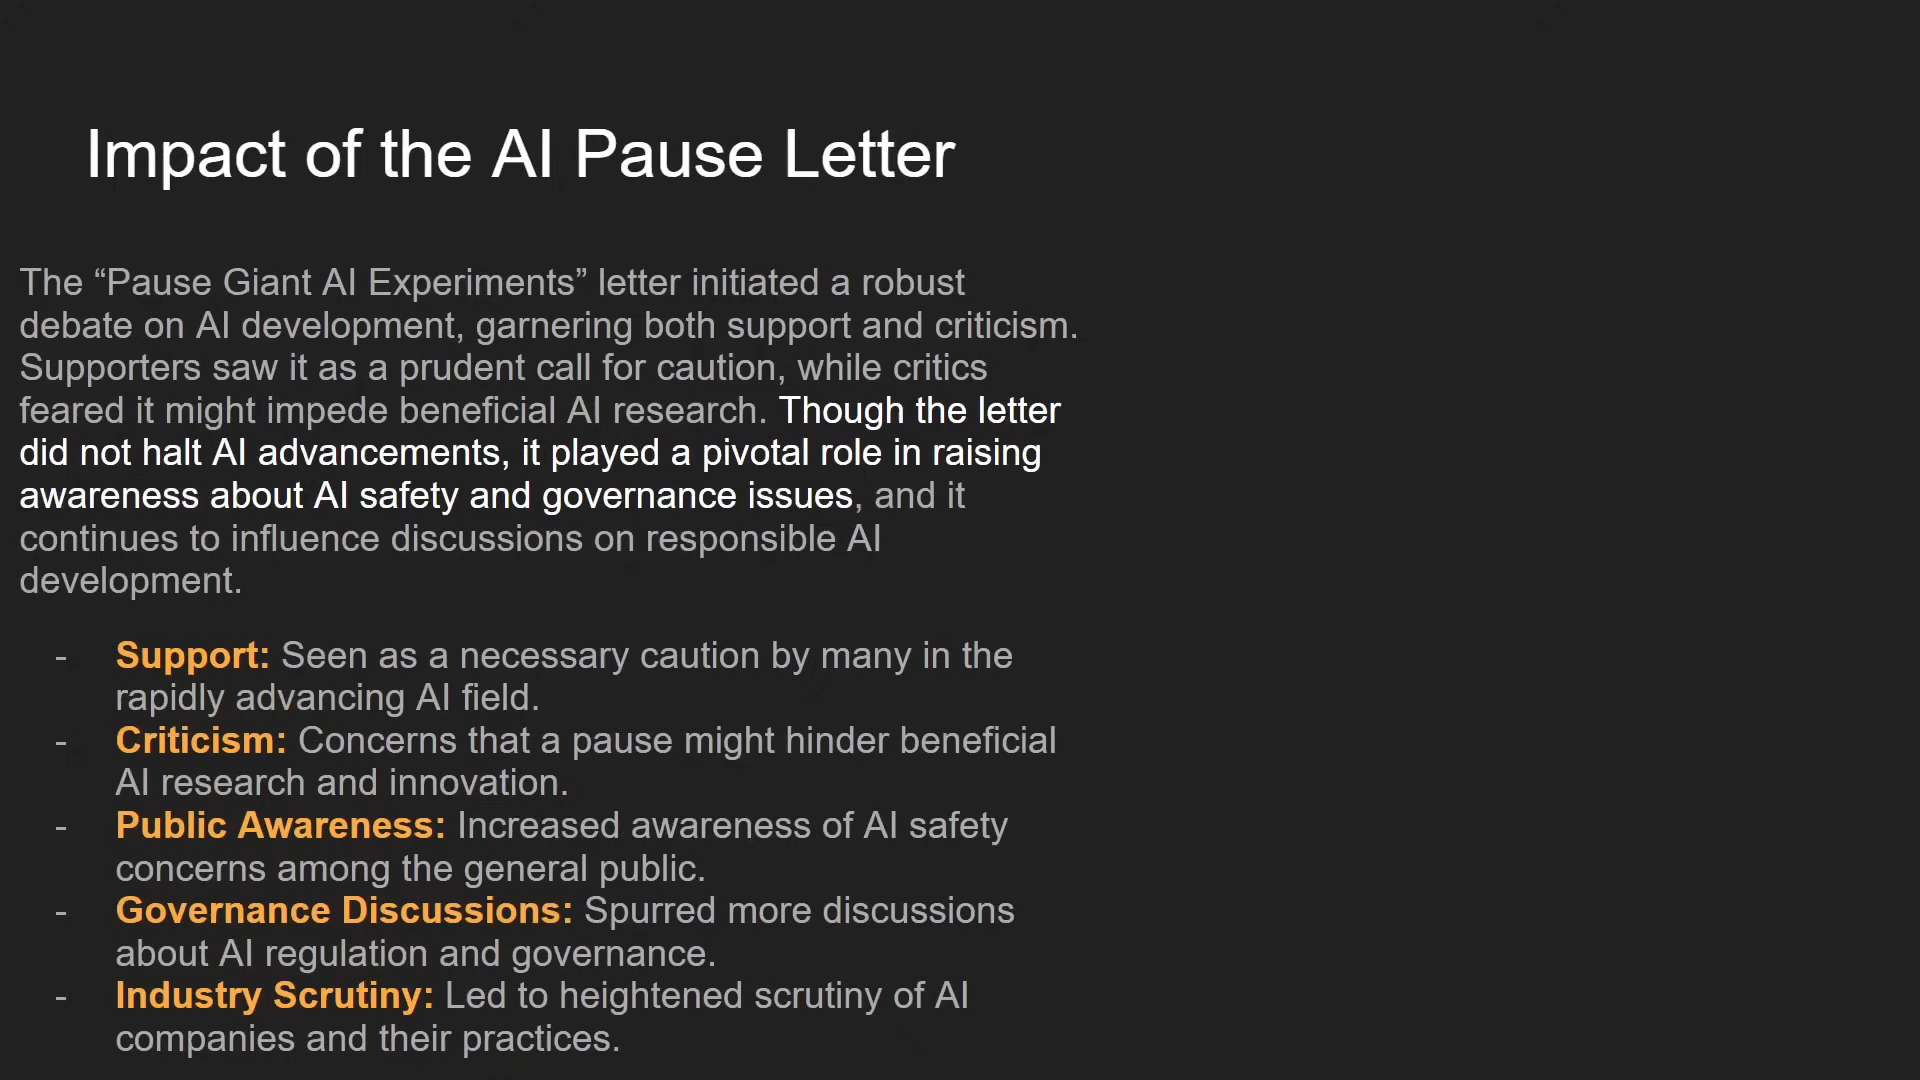 Impact of the AI Pause Letter
The “Pause Giant AI Experiments” letter initiated a robust
debate on AI development, garnering both support and criticism.
Supporters saw it as a prudent call for caution, while critics
feared it might impede beneficial AI research. Though the letter
did not halt AI advancements, it played a pivotal role in raising
awareness about AI safety and governance issues, and it
continues to influence discussions on responsible AI
development.
- Support: Seen as a necessary caution by many in the
rapidly advancing AI field.
- Criticism: Concerns that a pause might hinder beneficial
AI research and innovation.
- Public Awareness: Increased awareness of AI safety
concerns among the general public.
- Governance Discussions: Spurred more discussions
about AI regulation and governance.
- Industry Scrutiny: Led to heightened scrutiny of AI
companies and their practices.